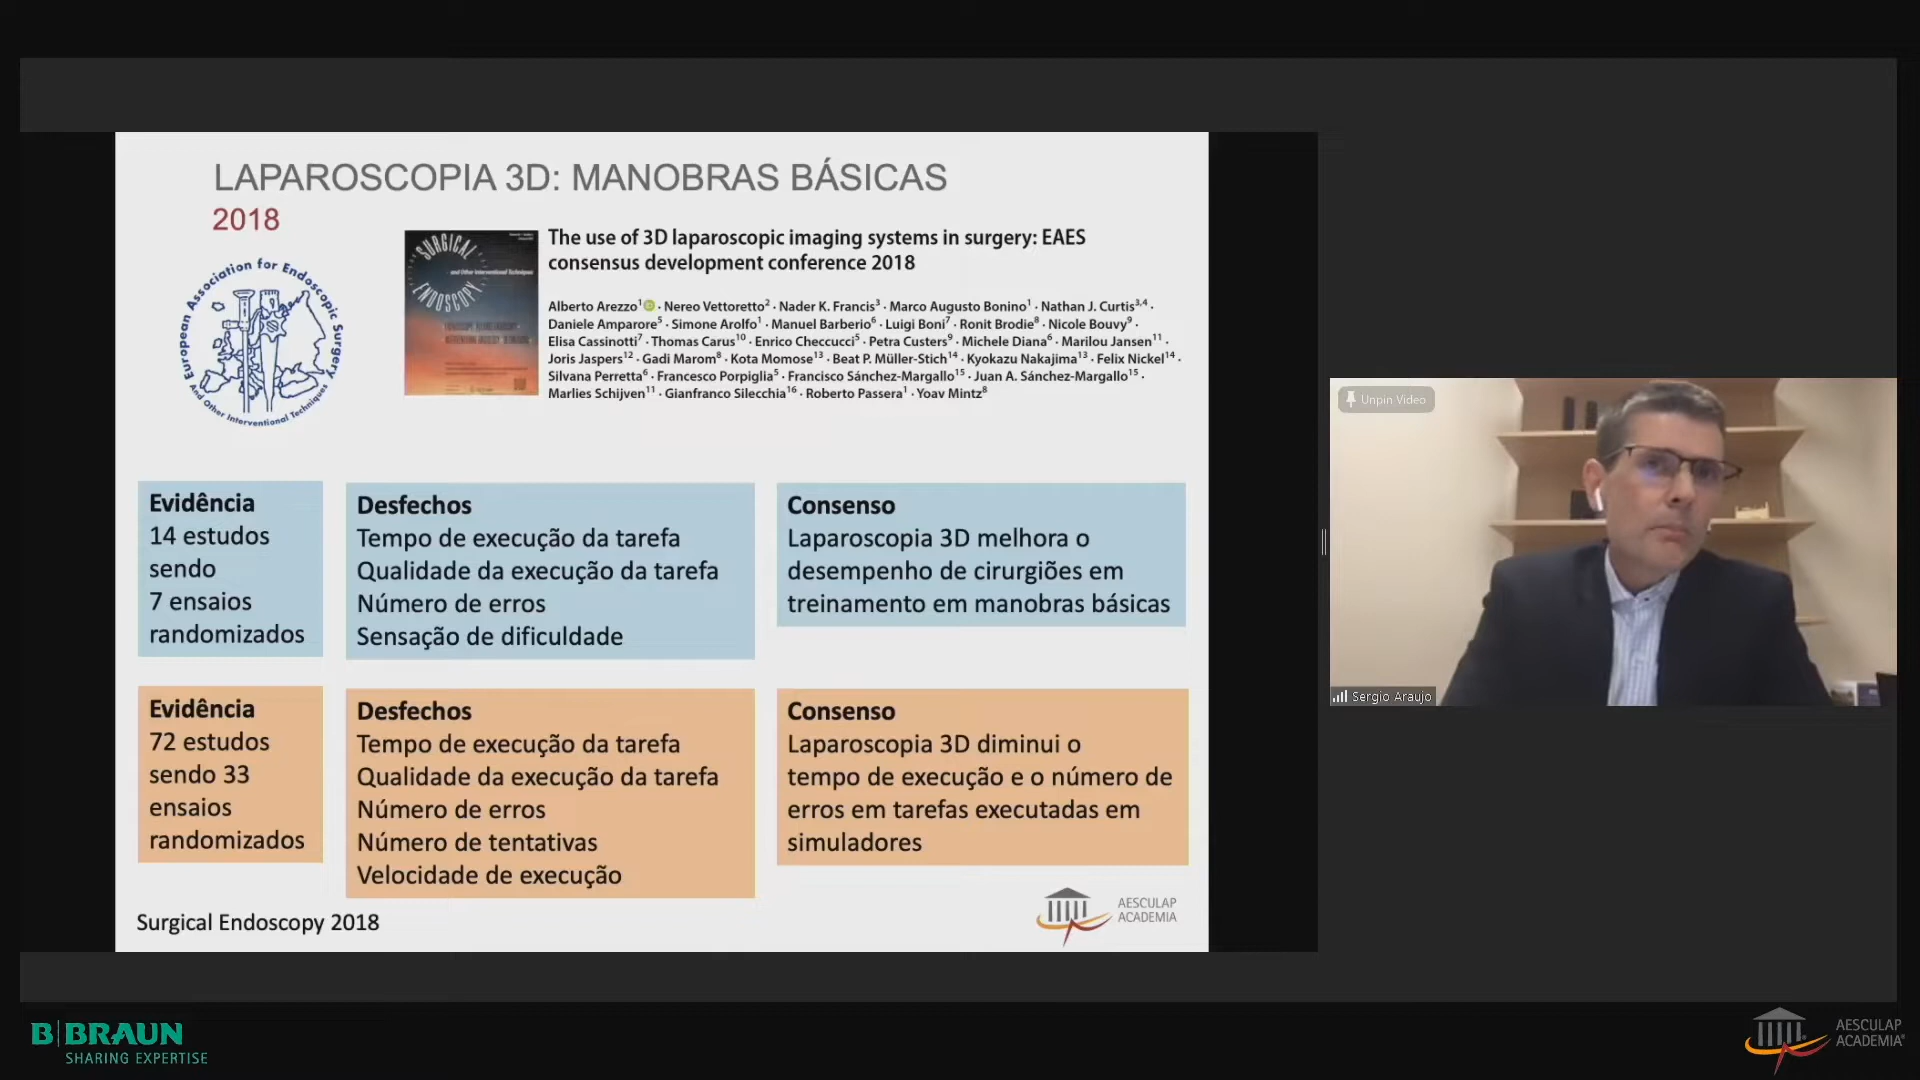 LAPAROSCOPIA 3D: MANOBRAS BÁSICAS
2018
European Association for Endoscopic Surgery
And Other Interventional Techniques
SURGICAL
and Other Interventional Techniques
ENDOSCOPY
The use of 3D laparoscopic imaging systems in surgery: EAES
consensus development conference 2018
Alberto Arezzo1 · Nereo Vettoretto2 · Nader K. Francis3 · Marco Augusto Bonino1 · Nathan J. Curtis3,4 ·
Daniele Amparore5 · Simone Arolfo1 · Manuel Barberio6 · Luigi Boni7 · Ronit Brodie8 · Nicole Bouvy9 ·
Elisa Cassinotti7 · Thomas Carus10 · Enrico Checcucci5 · Petra Custers9 · Michele Diana6 · Marilou Jansen11 ·
Joris Jaspers12 · Gadi Marom8 · Kota Momose13 · Beat P. Müller-Stich14 · Kiyokazu Nakajima13 · Felix Nickel14 ·
Silvana Perretta6 · Francesco Porpiglia5 · Francisco Sánchez-Margallo15 · Juan A. Sánchez-Margallo15 ·
Marlies Schijven11 · Gianfranco Silecchia16 · Roberto Passera1 · Yoav Mintz8
Evidência
14 estudos
sendo
7 ensaios
randomizados
Desfechos
Tempo de execução da tarefa
Qualidade da execução da tarefa
Número de erros
Sensação de dificuldade
Consenso
Laparoscopia 3D melhora o
desempenho de cirurgiões em
treinamento em manobras básicas
Evidência
72 estudos
sendo 33
ensaios
randomizados
Desfechos
Tempo de execução da tarefa
Qualidade da execução da tarefa
Número de erros
Número de tentativas
Velocidade de execução
Consenso
Laparoscopia 3D diminui o
tempo de execução e o número de
erros em tarefas executadas em
simuladores
Surgical Endoscopy 2018
AESCULAP
ACADEMIA
Unpin Video
Sergio Araujo
B|BRAUN
SHARING EXPERTISE
AESCULAP
ACADEMIA®